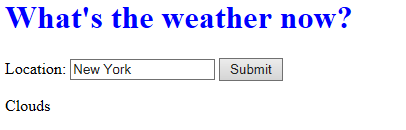 What's the weather now?
Location: New York Submit
Clouds